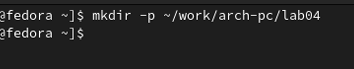 @fedora ~]$ mkdir -p ~/work/arch-pc/lab04
@fedora ~]$